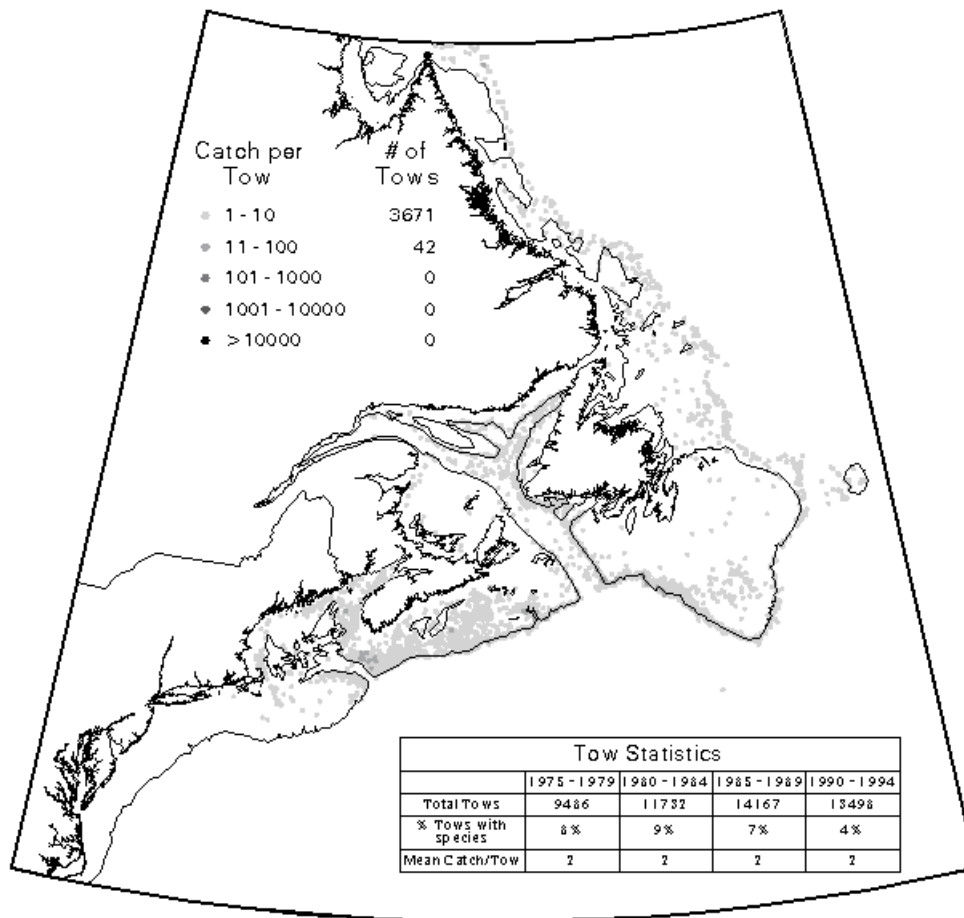 Catch per Tow # of Tows
1 - 10 3671
11 - 100 42
101 - 1000 0
1001 - 10000 0
>10000 0
Tow Statistics
1975 - 1979 1980 - 1984 1985 - 1989 1990 - 1994
Total Tows 9486 11732 14167 13498
% Tows with species 8% 9% 7% 4%
Mean Catch/Tow 2 2 2 2